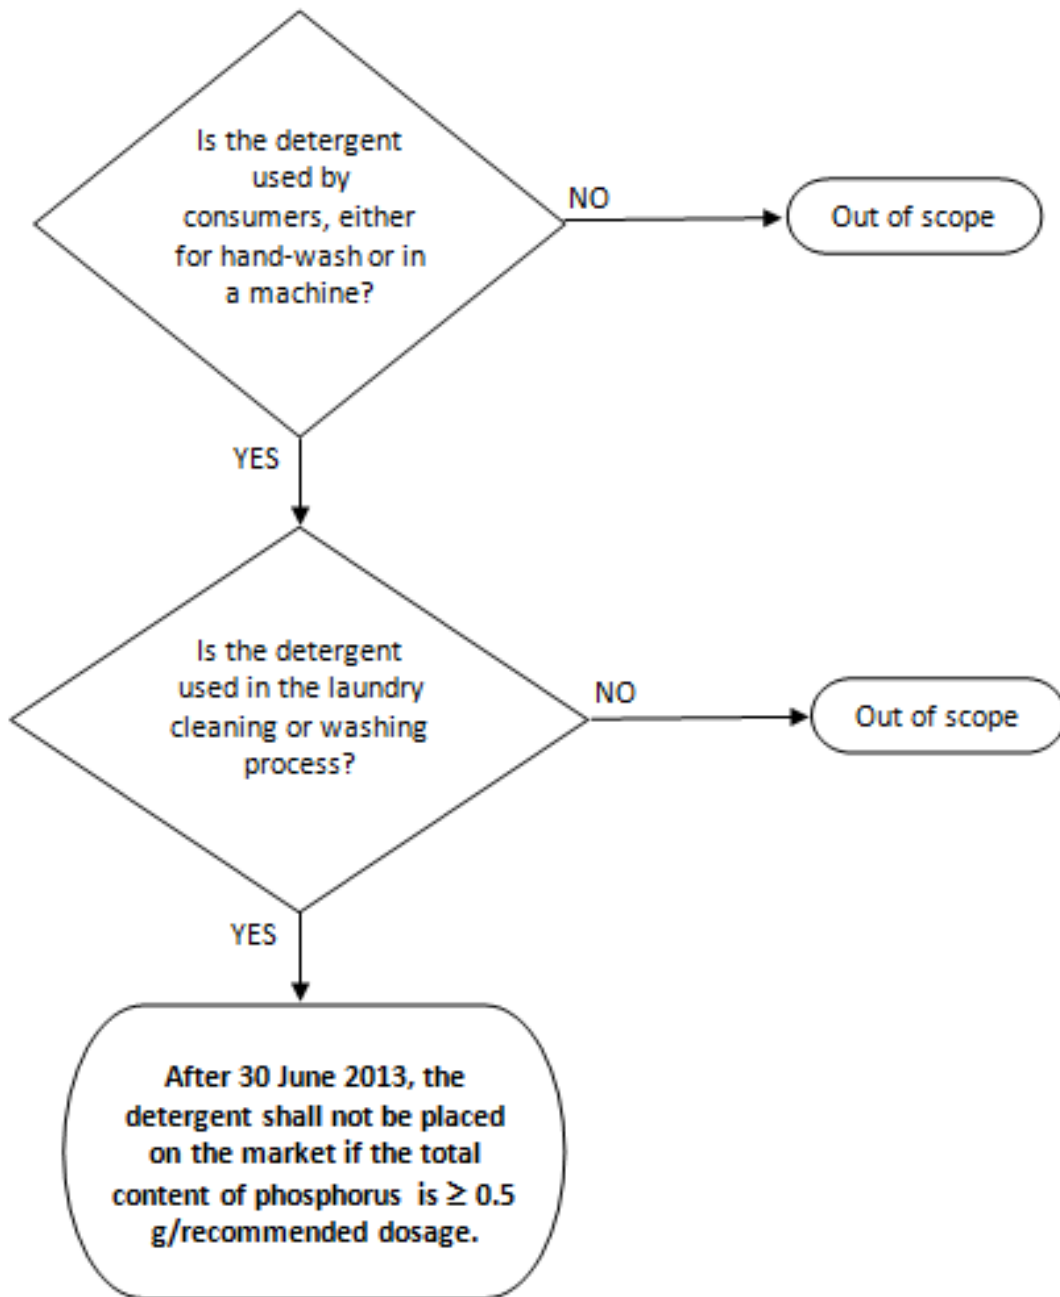 Is the detergent
used by
consumers, either
for hand-wash or in
a machine?
NO
Out of scope
YES
Is the detergent
used in the laundry
cleaning or washing
process?
NO
Out of scope
YES
After 30 June 2013, the
detergent shall not be placed
on the market if the total
content of phosphorus is ≥ 0.5
g/recommended dosage.